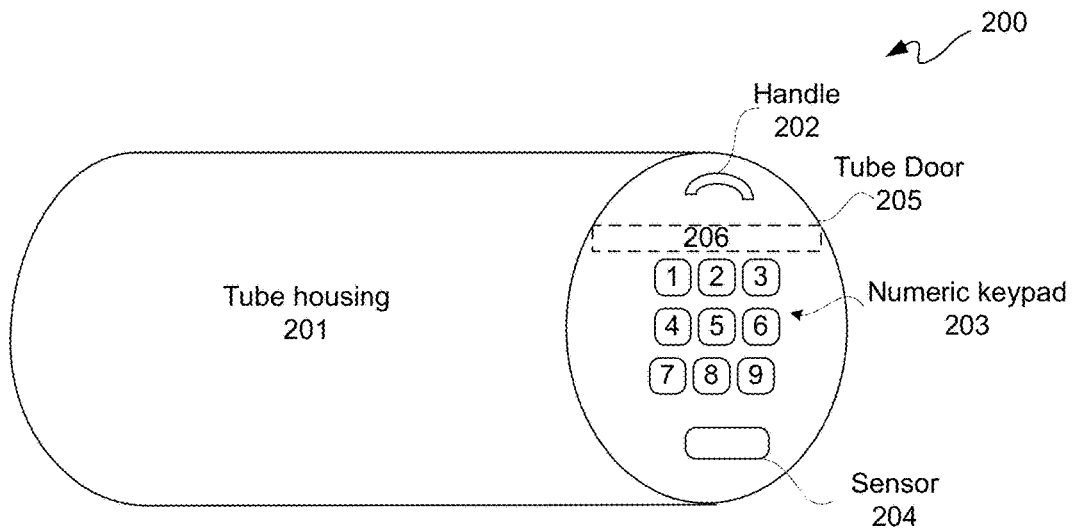 200
Handle
202
Tube Door
205
206
1 2 3
Tube housing
201
Numeric keypad
203
4 5 6
7 8 9
Sensor
204